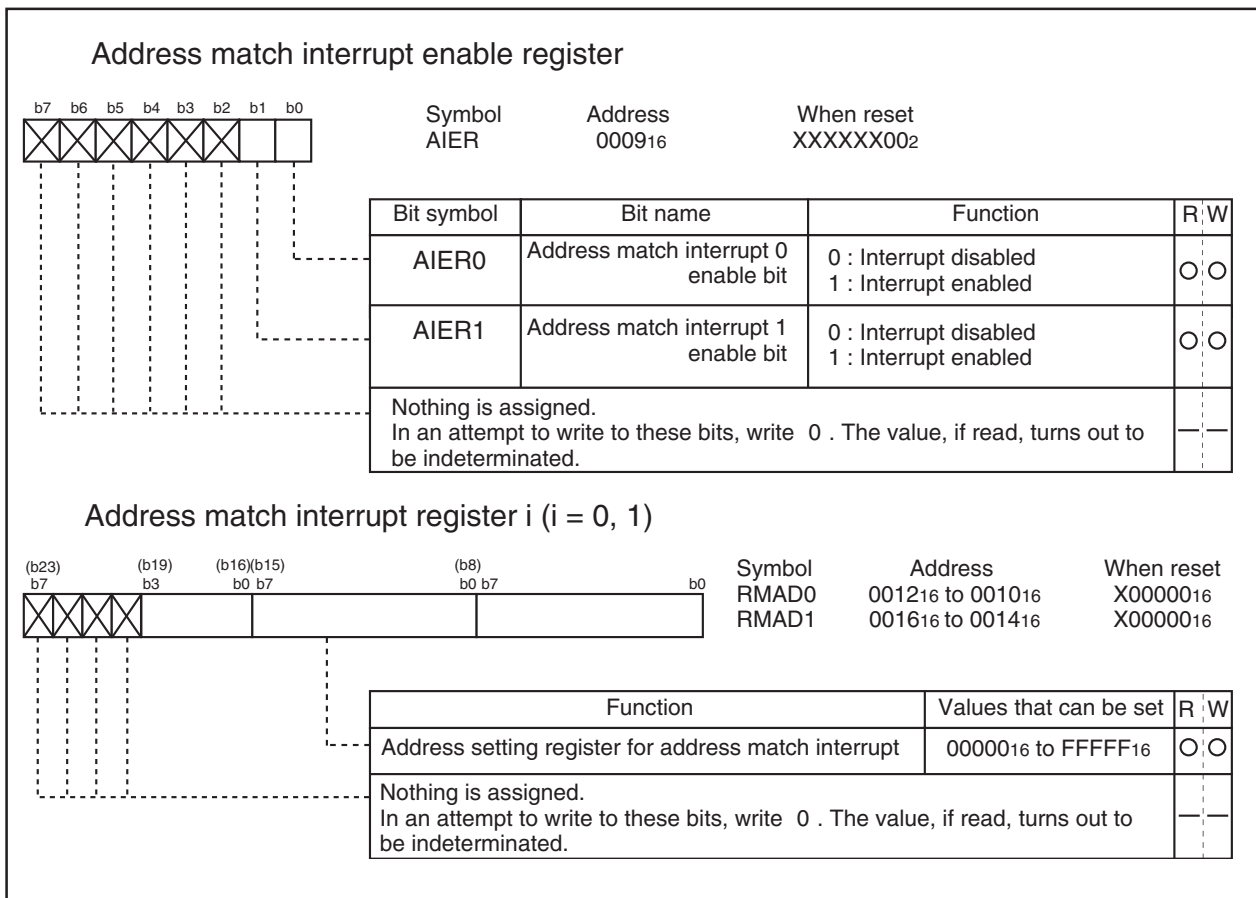 Address match interrupt enable register
b7 b6 b5 b4 b3 b2 b1 b0
Symbol Address When reset
AIER 000916 XXXXXX002
Bit symbol Bit name Function R W
AIER0 Address match interrupt 0 enable bit 0 : Interrupt disabled 1 : Interrupt enabled
AIER1 Address match interrupt 1 enable bit 0 : Interrupt disabled 1 : Interrupt enabled
Nothing is assigned.
In an attempt to write to these bits, write 0 . The value, if read, turns out to
be indeterminated.
Address match interrupt register i (i = 0, 1)
(b23) (b19) (b16)(b15) (b8)
b7 b3 b0 b7 b0 b7 b0
Symbol Address When reset
RMAD0 001216 to 001016 X0000016
RMAD1 001616 to 001416 X0000016
Function Values that can be set R W
Address setting register for address match interrupt 0000016 to FFFFF16
Nothing is assigned.
In an attempt to write to these bits, write 0 . The value, if read, turns out to
be indeterminated.